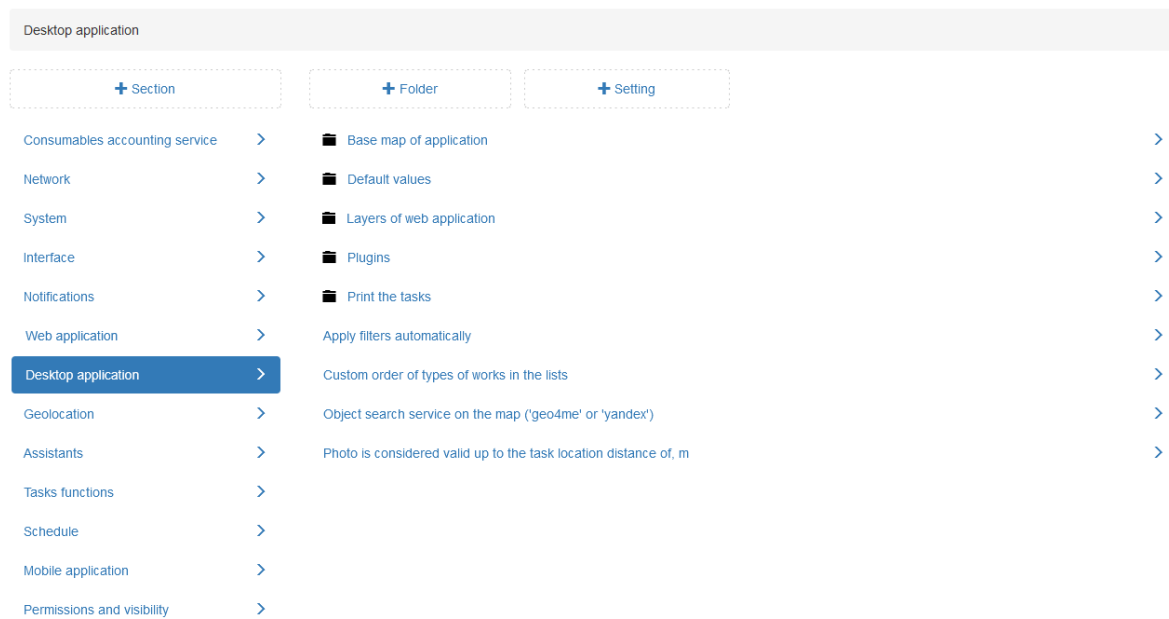 Desktop application
+ Section
+ Folder
+ Setting
Consumables accounting service
Network
System
Interface
Notifications
Web application
Desktop application
Geolocation
Assistants
Tasks functions
Schedule
Mobile application
Permissions and visibility
Base map of application
Default values
Layers of web application
Plugins
Print the tasks
Apply filters automatically
Custom order of types of works in the lists
Object search service on the map ('geo4me' or 'yandex')
Photo is considered valid up to the task location distance of, m